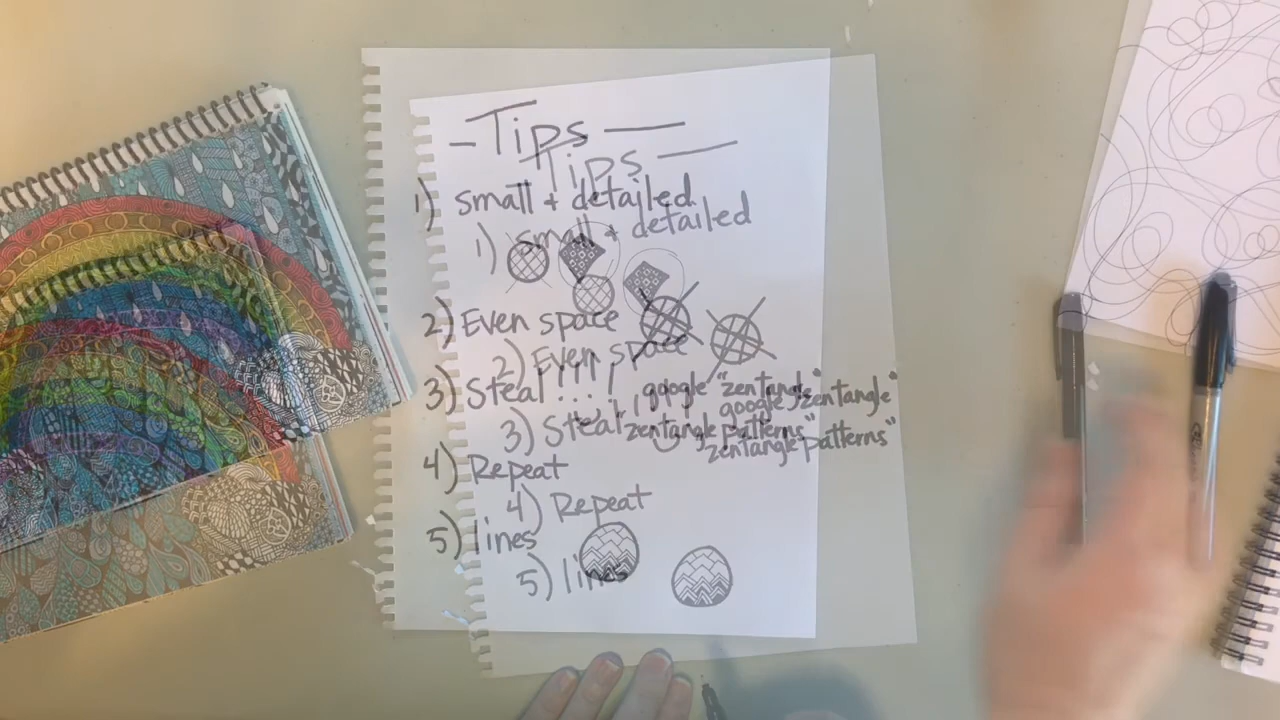 - Tips —
Tips —
1) small + detailed
1) small + detailed
2) Even space
2) Even space
3) Steal!!!! google "zentangle"
google "zentangle"
3) Steal "zentangle patterns"
"zentangle patterns"
4) Repeat
4) Repeat
5) lines
5) lines